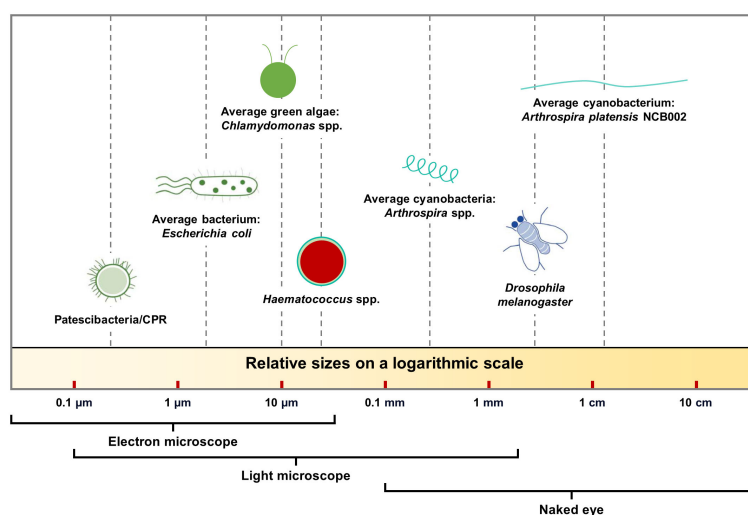 Average green algae:
Chlamydomonas spp.
Average cyanobacterium:
Arthrospira platensis NCB002
Average bacterium:
Escherichia coli
Average cyanobacteria:
Arthrospira spp.
Patescibacteria/CPR
Haematococcus spp.
Drosophila
melanogaster
Relative sizes on a logarithmic scale
0.1 µm 1 µm 10 µm 0.1 mm 1 mm 1 cm 10 cm
Electron microscope
Light microscope
Naked eye